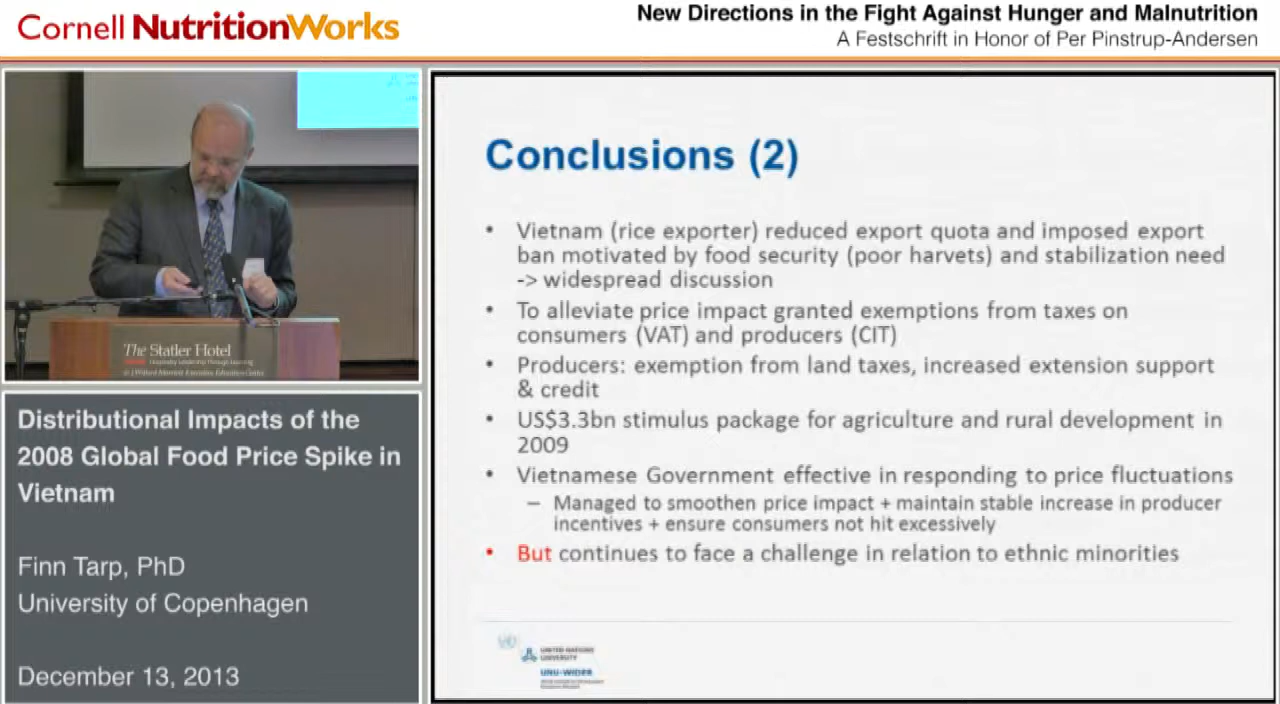 Cornell NutritionWorks
New Directions in the Fight Against Hunger and Malnutrition
A Festschrift in Honor of Per Pinstrup-Andersen
The Statler Hotel
Distributional Impacts of the
2008 Global Food Price Spike in
Vietnam
Finn Tarp, PhD
University of Copenhagen
December 13, 2013
Conclusions (2)
• Vietnam (rice exporter) reduced export quota and imposed export
ban motivated by food security (poor harvets) and stabilization need
-> widespread discussion
• To alleviate price impact granted exemptions from taxes on
consumers (VAT) and producers (CIT)
• Producers: exemption from land taxes, increased extension support
& credit
• US$3.3bn stimulus package for agriculture and rural development in
2009
• Vietnamese Government effective in responding to price fluctuations
– Managed to smoothen price impact + maintain stable increase in producer
incentives + ensure consumers not hit excessively
• But continues to face a challenge in relation to ethnic minorities
UNITED NATIONS
UNIVERSITY
UNU-WIDER